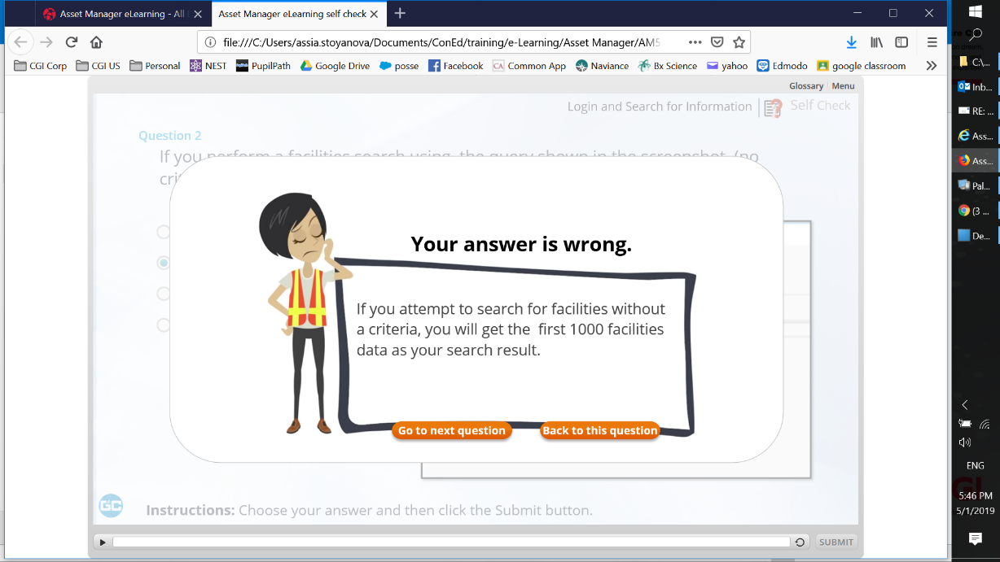 Asset Manager eLearning - All
Asset Manager eLearning self check
file:///C:/Users/assia.stoyanova/Documents/ConEd/training/e-Learning/Asset Manager/AM5
CGI Corp CGI US Personal NEST PupilPath Google Drive posse Facebook Common App Naviance Bx Science yahoo Edmodo google classroom
Glossary Menu
Login and Search for Information Self Check
Question 2
If you perform a facilities search using the query shown in the screenshot (no
Your answer is wrong.
If you attempt to search for facilities without
a criteria, you will get the first 1000 facilities
data as your search result.
Go to next question Back to this question
G&C
Instructions: Choose your answer and then click the Submit button.
SUBMIT
C:\...
Inb...
RE: ...
Ass...
Ass...
Pal...
(3 ...
De...
ENG
5:46 PM
5/1/2019